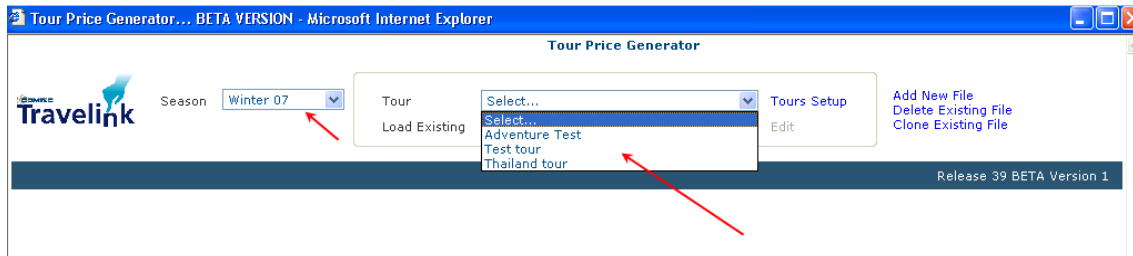 Tour Price Generator... BETA VERSION - Microsoft Internet Explorer
Tour Price Generator
Travelink
Season Winter 07
Tour Select... Tours Setup
Load Existing Edit
Select...
Adventure Test
Test tour
Thailand tour
Add New File
Delete Existing File
Clone Existing File
Release 39 BETA Version 1